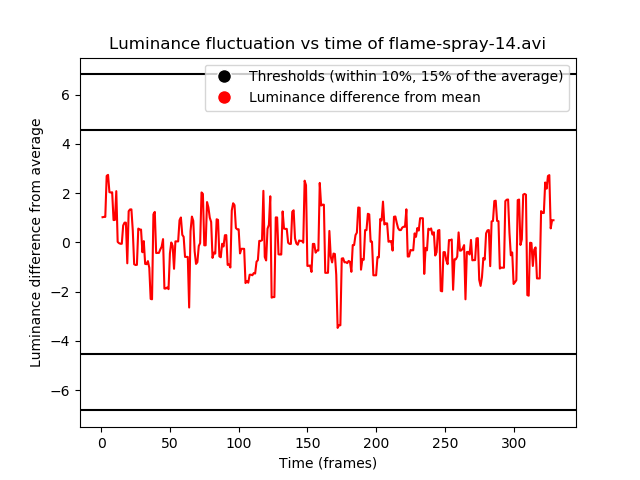 Luminance fluctuation vs time of flame-spray-14.avi
Thresholds (within 10%, 15% of the average)
Luminance difference from mean
Luminance difference from average
6
4
2
0
−2
−4
−6
0 50 100 150 200 250 300
Time (frames)